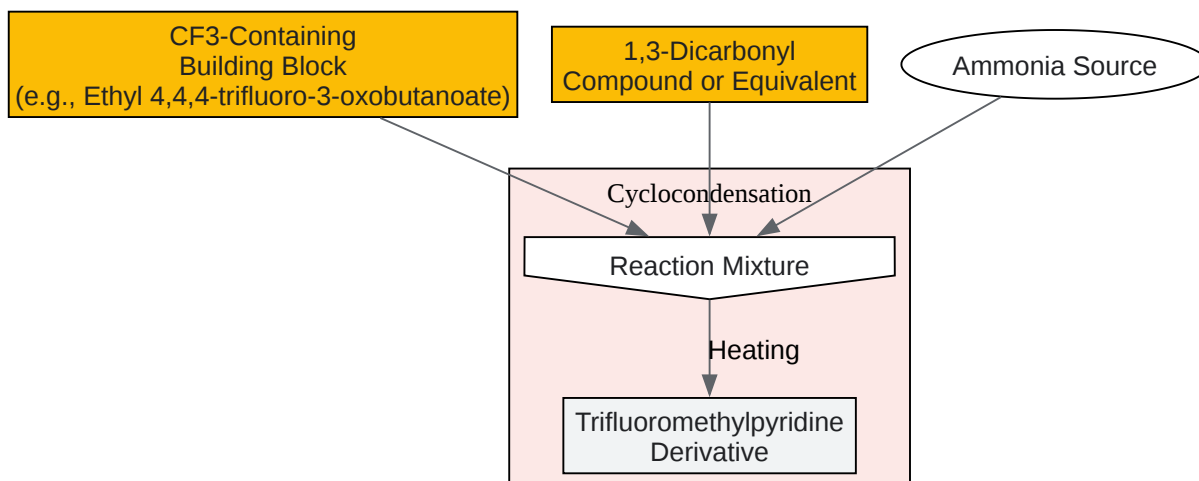 CF3-Containing
Building Block
(e.g., Ethyl 4,4,4-trifluoro-3-oxobutanoate)
1,3-Dicarbonyl
Compound or Equivalent
Ammonia Source
Cyclocondensation
Reaction Mixture
Heating
Trifluoromethylpyridine
Derivative